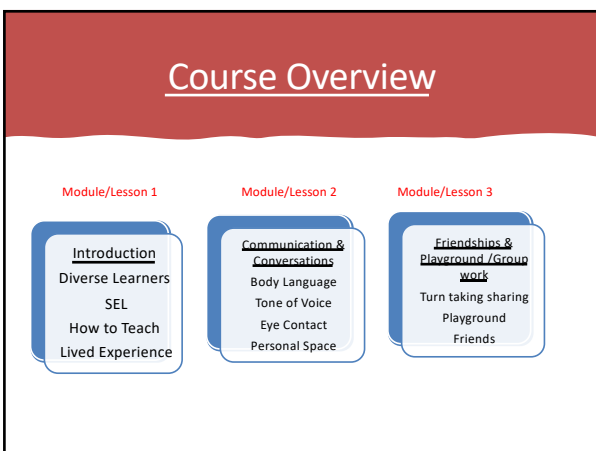 Course Overview
Module/Lesson 1
Introduction
Diverse Learners
SEL
How to Teach
Lived Experience
Module/Lesson 2
Communication &
Conversations
Body Language
Tone of Voice
Eye Contact
Personal Space
Module/Lesson 3
Friendships &
Playground /Group
work
Turn taking sharing
Playground
Friends